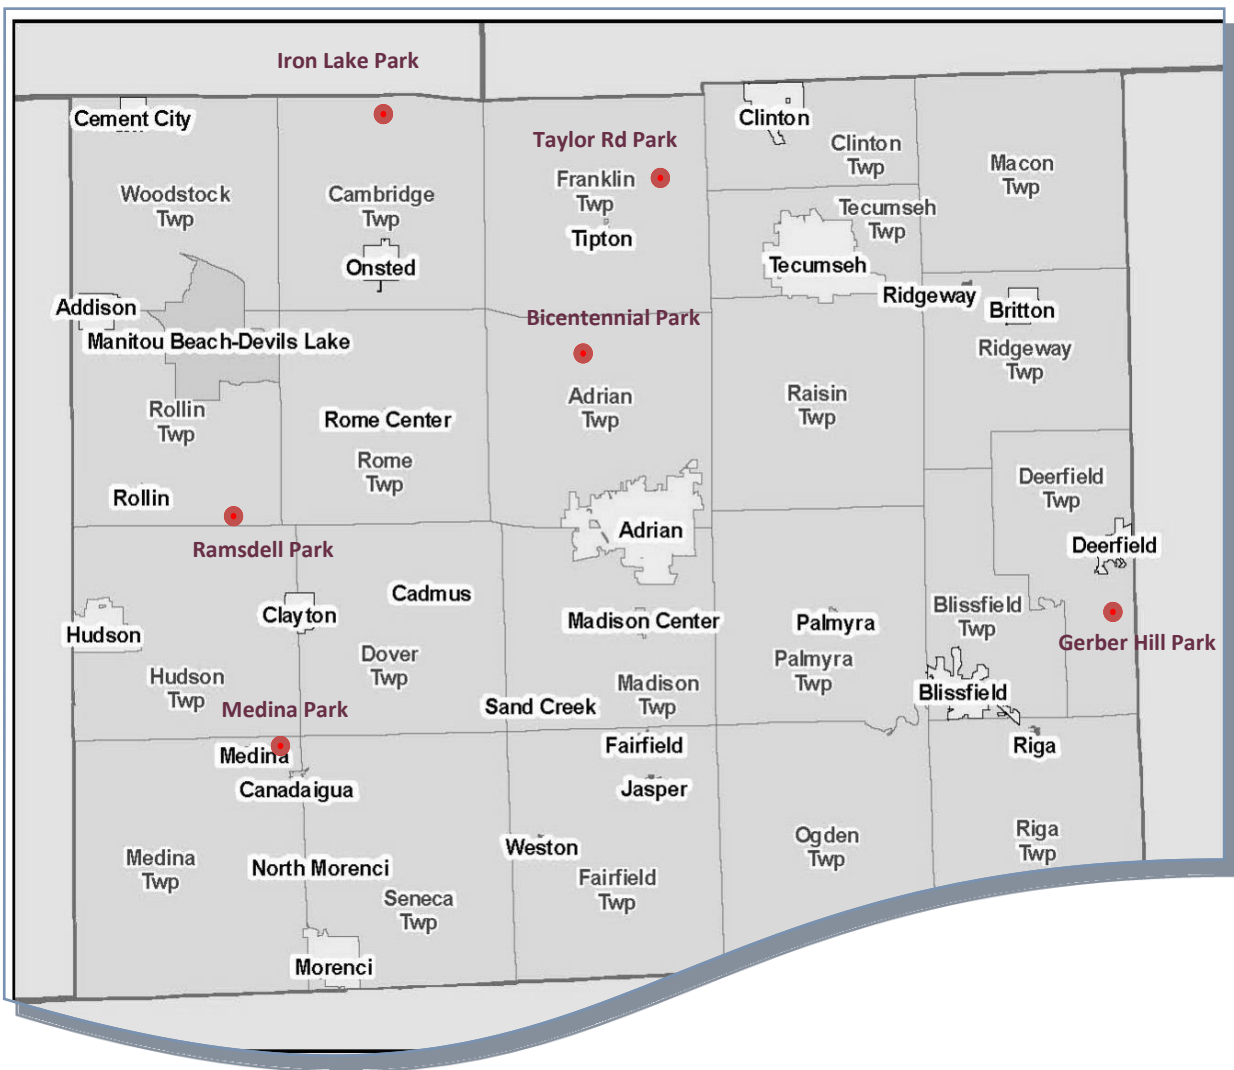 Iron Lake Park
Cement City
Clinton
Taylor Rd Park
Clinton
Twp
Macon
Twp
Woodstock
Twp
Cambridge
Twp
Franklin
Twp
Tipton
Tecumseh
Twp
Onsted
Tecumseh
Ridgeway
Addison
Britton
Bicentennial Park
Manitou Beach-Devils Lake
Ridgeway
Twp
Rollin
Twp
Rome Center
Adrian
Twp
Raisin
Twp
Rome
Twp
Deerfield
Twp
Rollin
Adrian
Deerfield
Ramsdell Park
Cadmus
Clayton
Hudson
Madison Center
Palmyra
Blissfield
Twp
Gerber Hill Park
Hudson
Twp
Dover
Twp
Palmyra
Twp
Madison
Twp
Blissfield
Medina Park
Sand Creek
Medina
Fairfield
Riga
Canadaigua
Jasper
Weston
Ogden
Twp
Riga
Twp
Medina
Twp
North Morenci
Fairfield
Twp
Seneca
Twp
Morenci